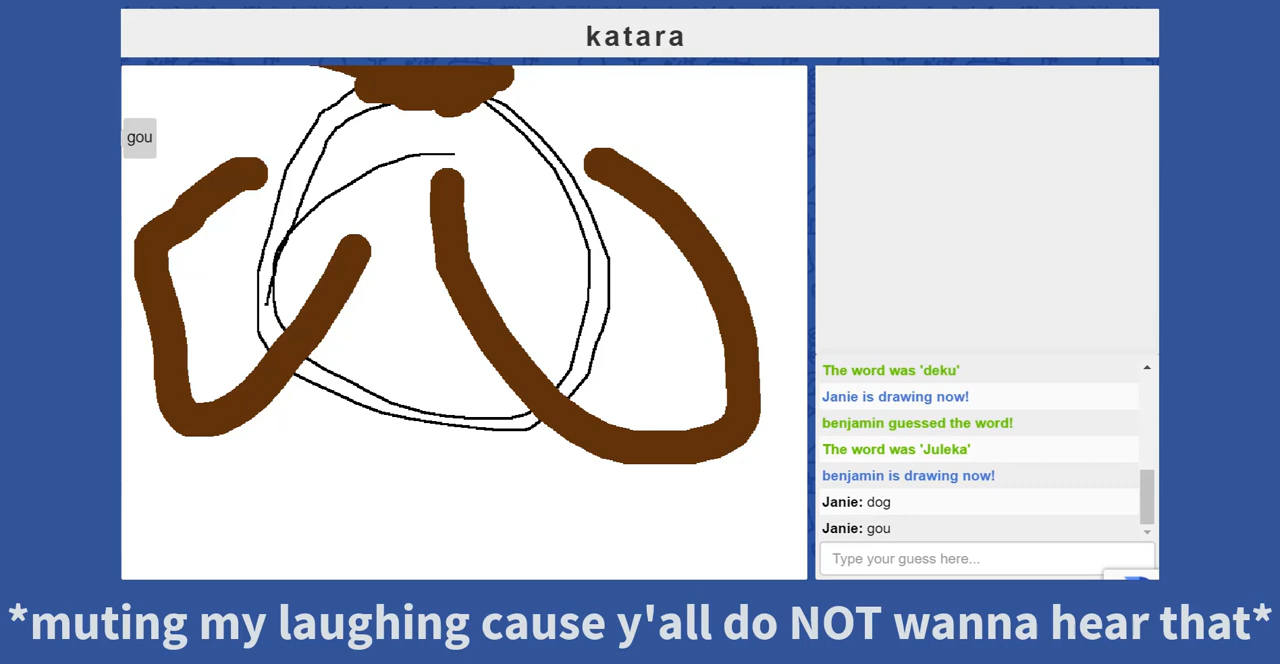 katara
gou
The word was 'deku'
Janie is drawing now!
benjamin guessed the word!
The word was 'Juleka'
benjamin is drawing now!
Janie: dog
Janie: gou
Type your guess here...
*muting my laughing cause y'all do NOT wanna hear that*